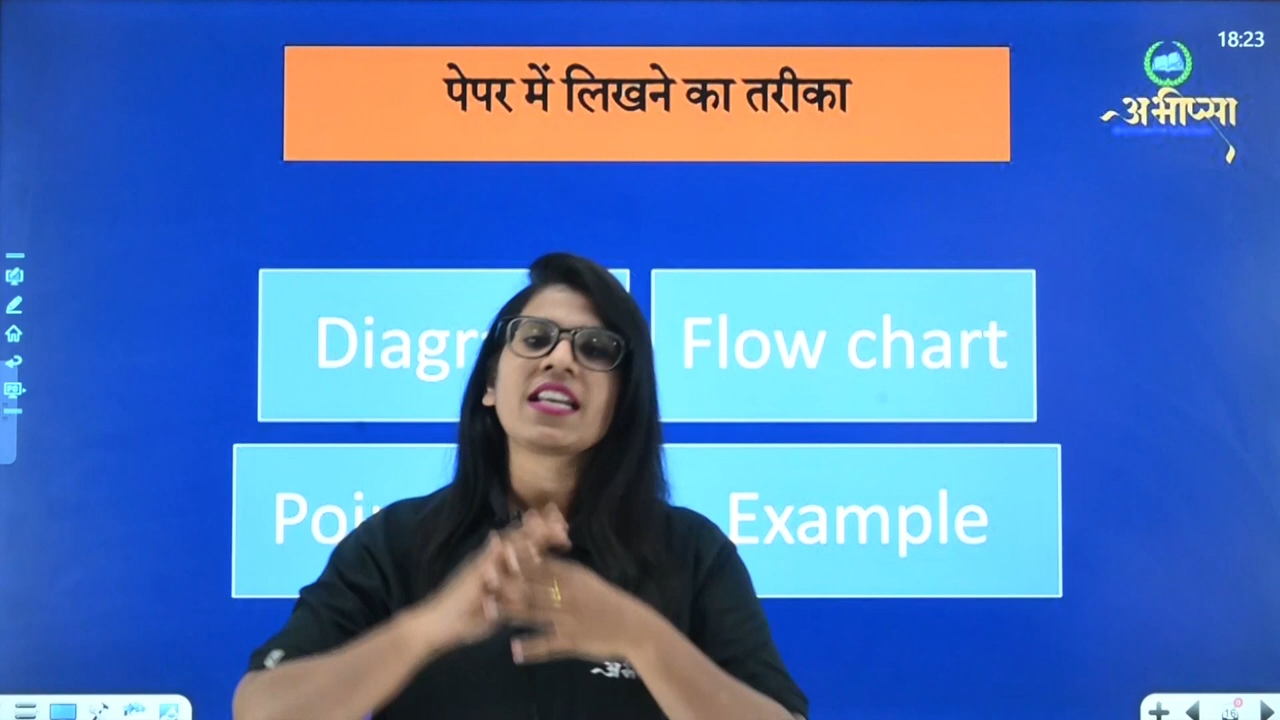 18:23
पेपर में लिखने का तरीका
अभीप्सा
Flow chart
Example